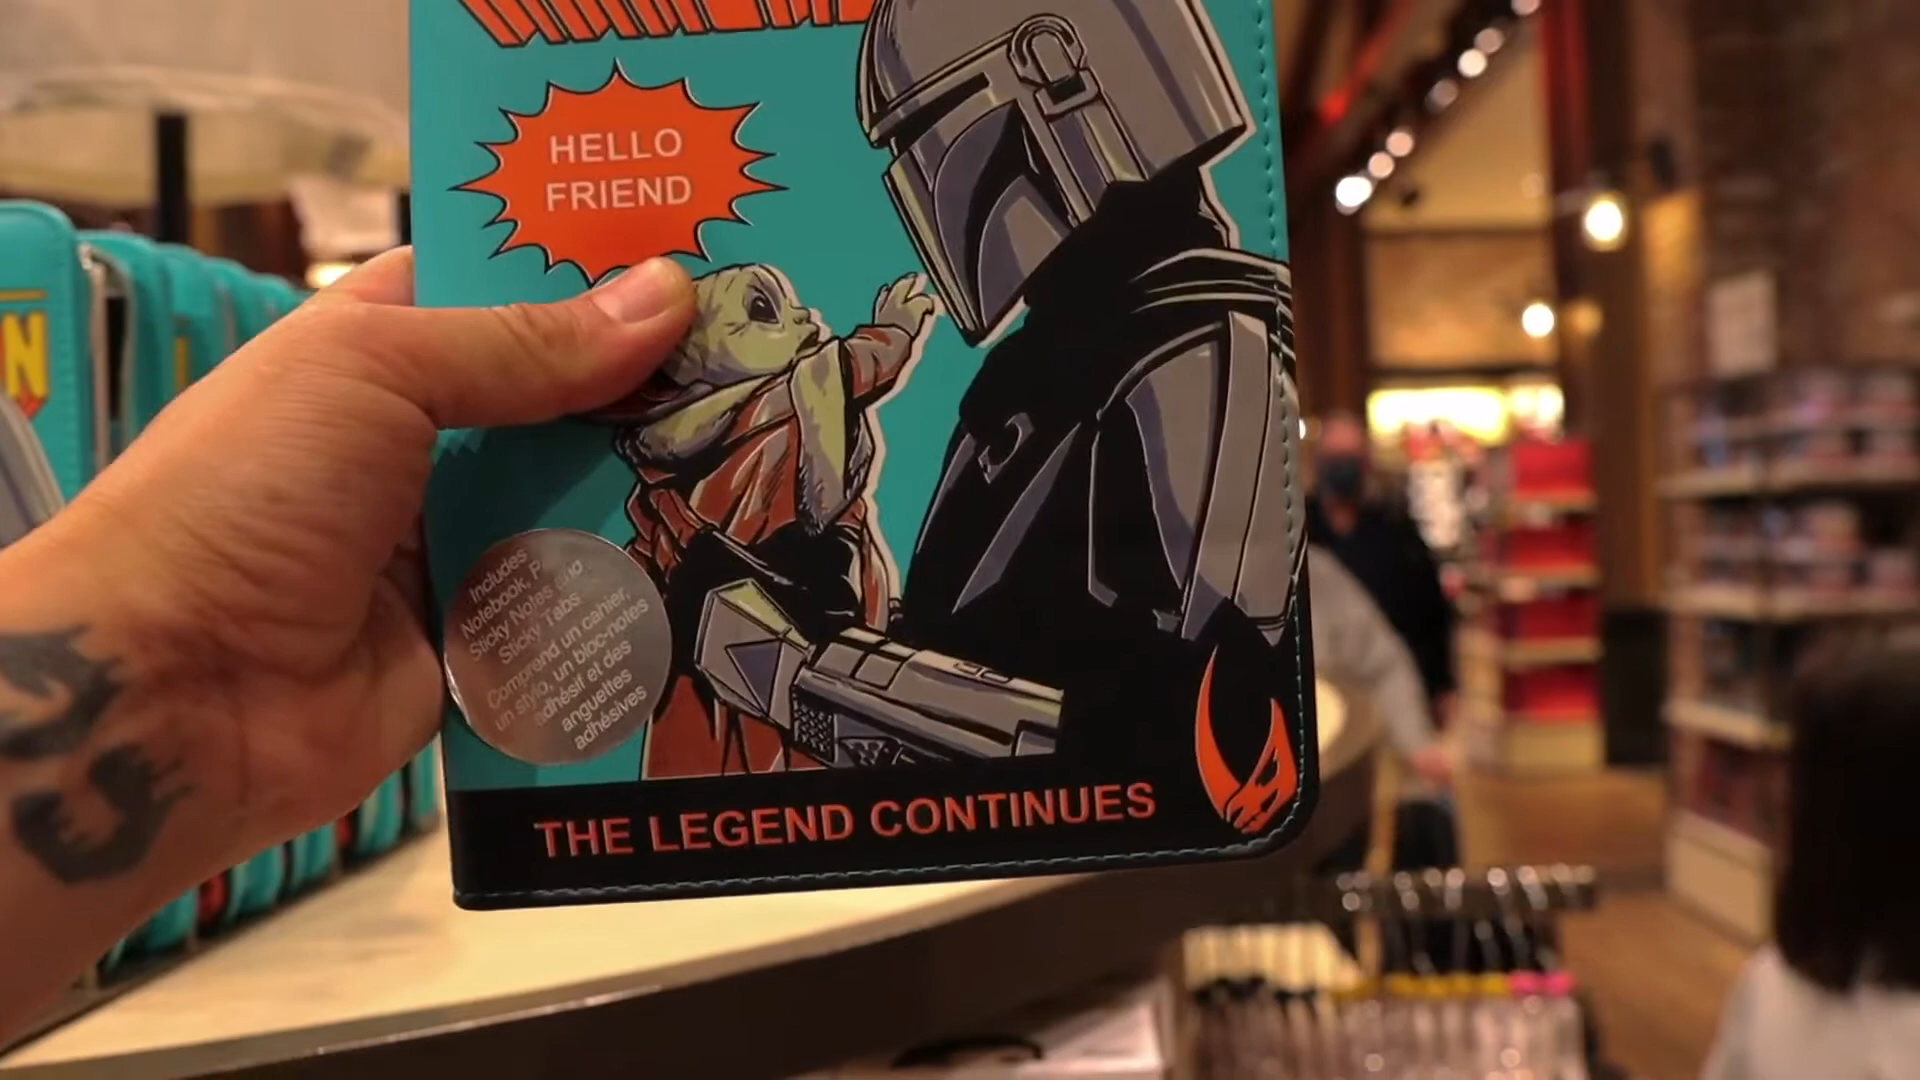 HELLO
FRIEND
Includes
Notebook, P
Sticky Notes and
Sticky Tabs
Comprend un cahier,
un stylo, un bloc-notes
adhésif et des
anguettes
adhésives
THE LEGEND CONTINUES
N